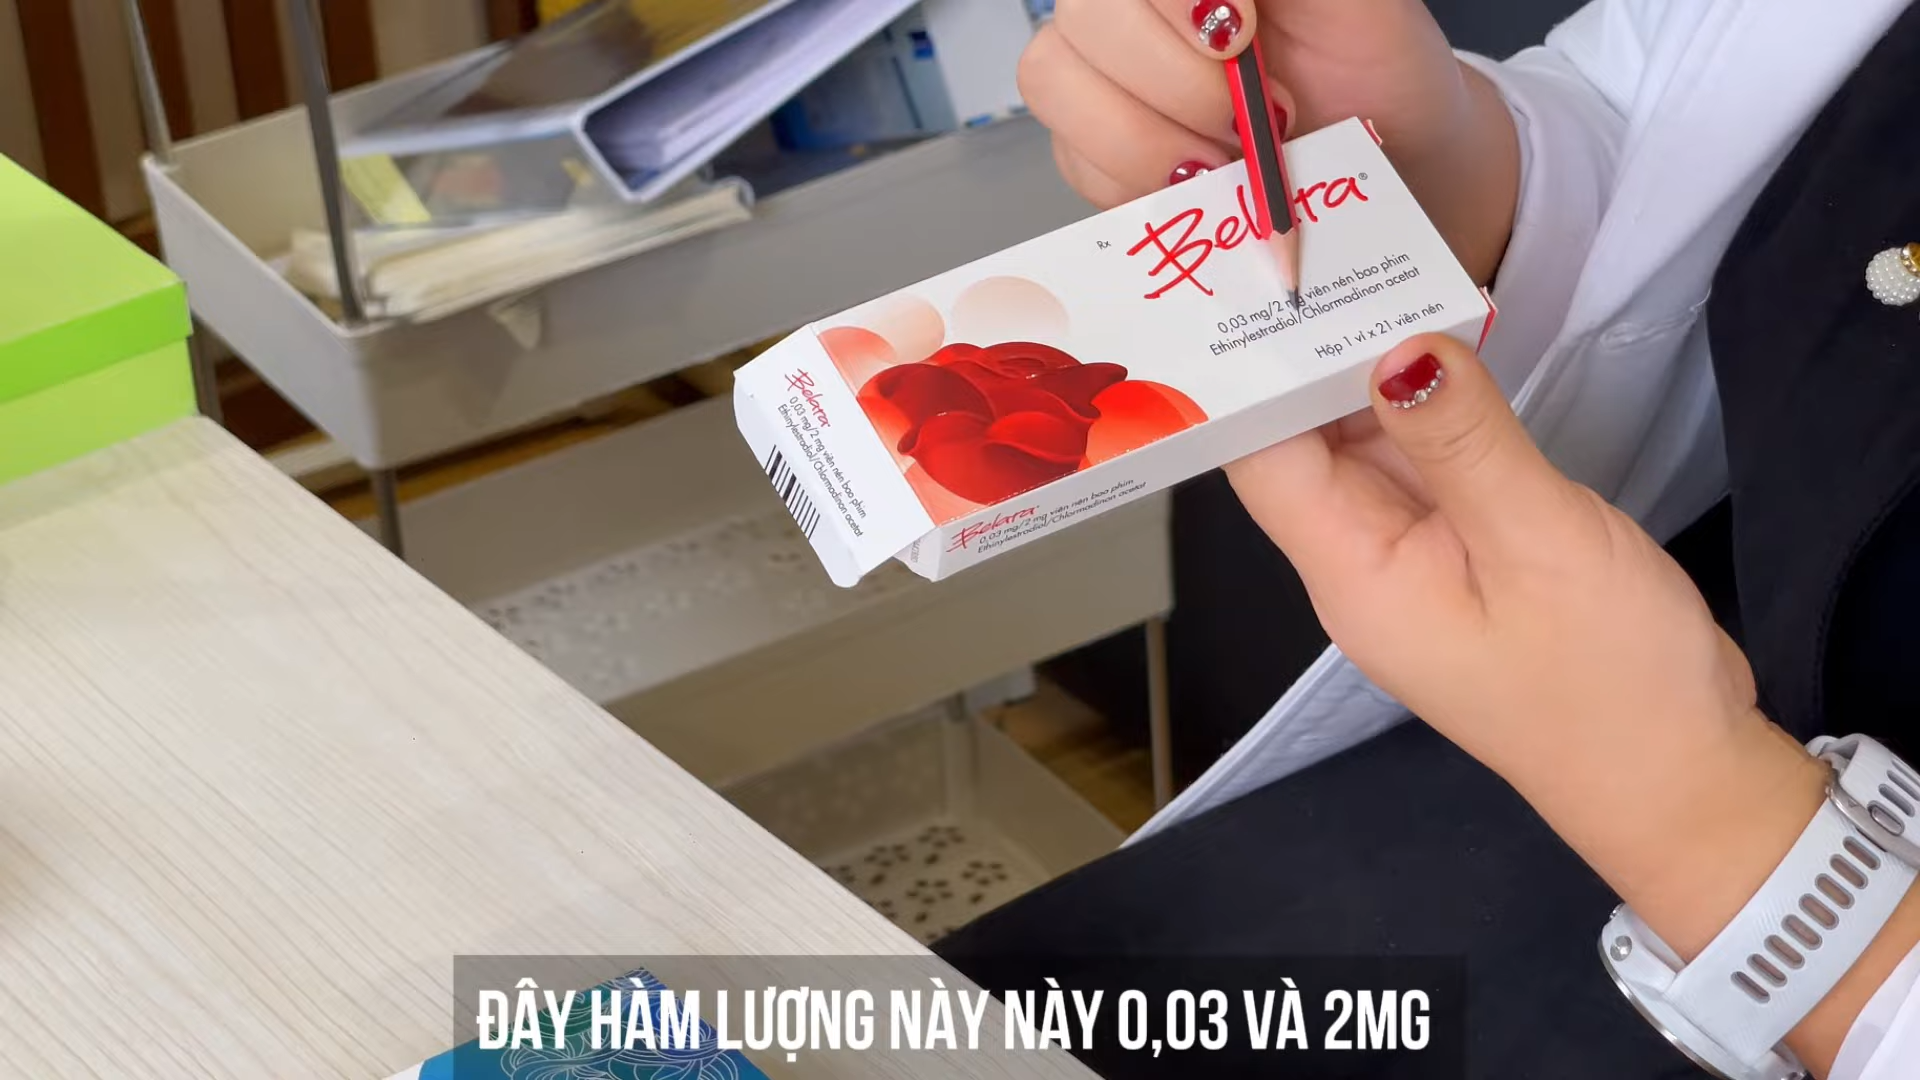 Rx
Belara®
0,03 mg/2 mg viên nén bao phim
Ethinylestradiol/Chlormadinon acetat
Hộp 1 vỉ x 21 viên nén
Belara
0,03 mg/2 mg viên nén bao phim
Ethinylestradiol/Chlormadinon acetat
Belara®
0,03 mg/2 mg viên nén bao phim
Ethinylestradiol/Chlormadinon acetat
ĐÂY HÀM LƯỢNG NÀY NÀY 0,03 VÀ 2MG